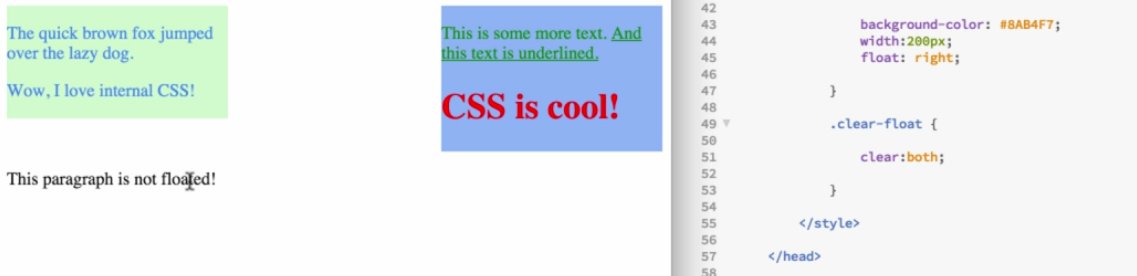 The quick brown fox jumped
over the lazy dog.
Wow, I love internal CSS!
This paragraph is not floated!
This is some more text. And
this text is underlined.
CSS is cool!
42
43 background-color: #8AB4F7;
44 width:200px;
45 float: right;
46
47 }
48
49 .clear-float {
50
51 clear:both;
52
53 }
54
55 </style>
56
57 </head>
58